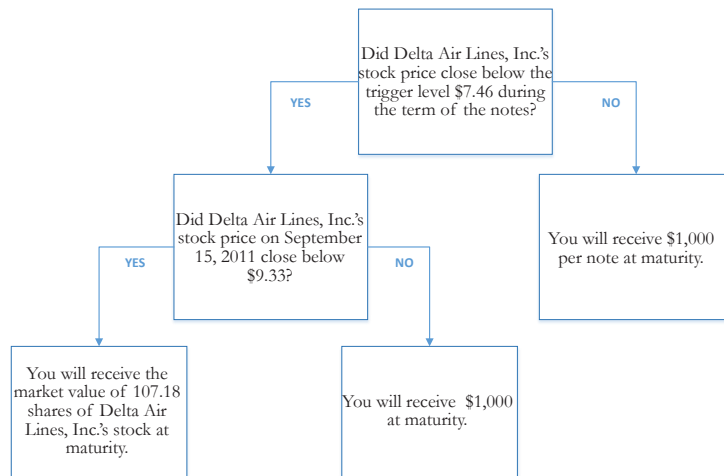 Did Delta Air Lines, Inc.'s
stock price close below the
trigger level $7.46 during
the term of the notes?
YES
NO
Did Delta Air Lines, Inc.'s
stock price on September
15, 2011 close below
$9.33?
You will receive $1,000
per note at maturity.
YES
NO
You will receive the
market value of 107.18
shares of Delta Air
Lines, Inc.'s stock at
maturity.
You will receive $1,000
at maturity.